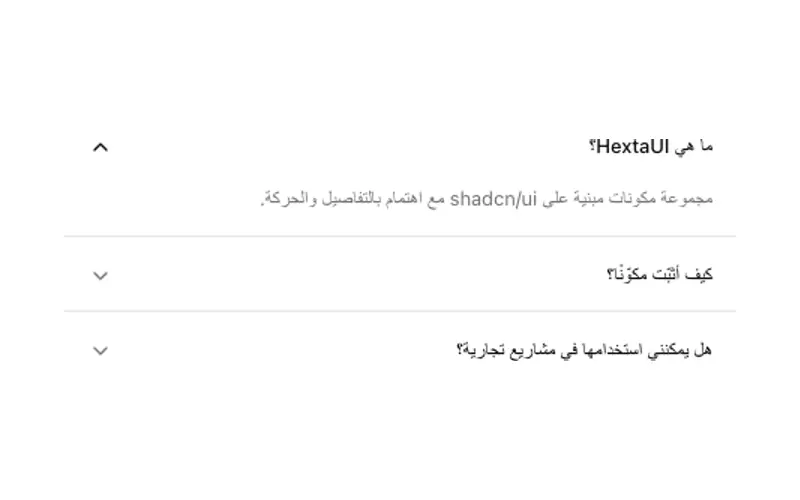 ما هي HextaUI؟
مجموعة مكونات مبنية على shadcn/ui مع اهتمام بالتفاصيل والحركة.
كيف أثبّت مكوّنًا؟
هل يمكنني استخدامها في مشاريع تجارية؟